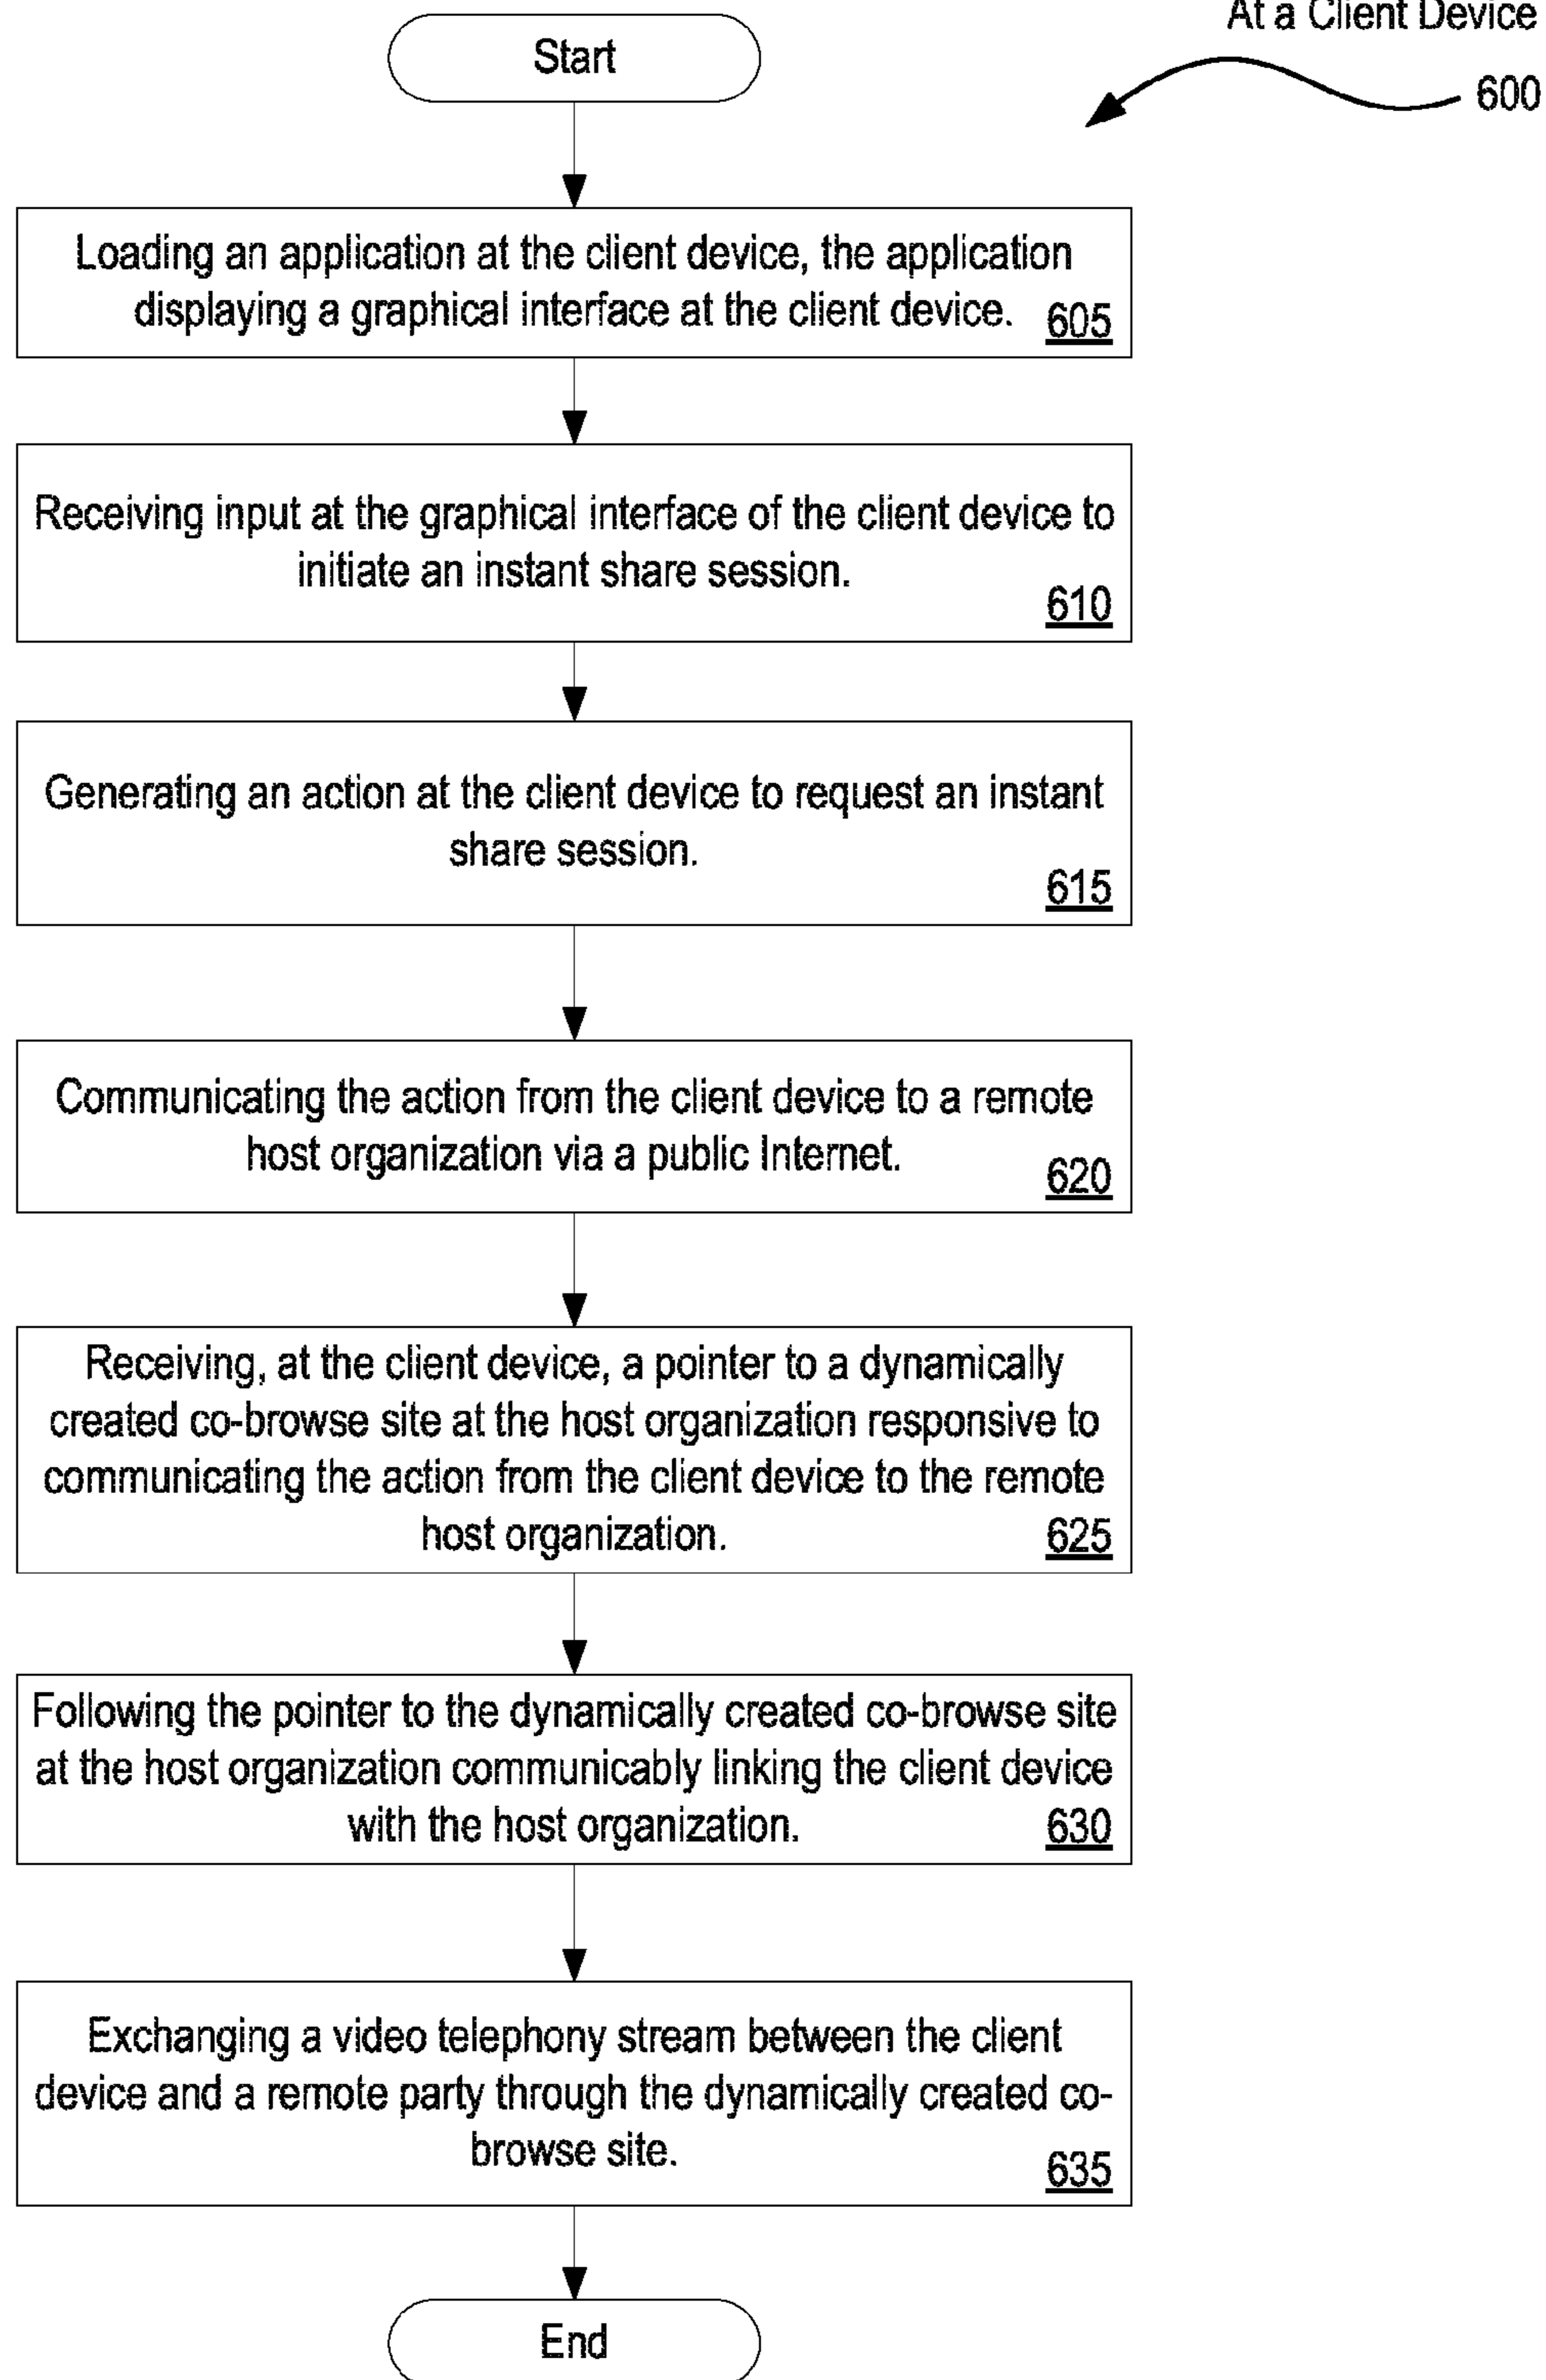 At a Client Device
600
Start
Loading an application at the client device, the application
displaying a graphical interface at the client device.
605
Receiving input at the graphical interface of the client device to
initiate an instant share session.
610
Generating an action at the client device to request an instant
share session.
615
Communicating the action from the client device to a remote
host organization via a public Internet.
620
Receiving, at the client device, a pointer to a dynamically
created co-browse site at the host organization responsive to
communicating the action from the client device to the remote
host organization.
625
Following the pointer to the dynamically created co-browse site
at the host organization communicably linking the client device
with the host organization.
630
Exchanging a video telephony stream between the client
device and a remote party through the dynamically created co-
browse site.
635
End